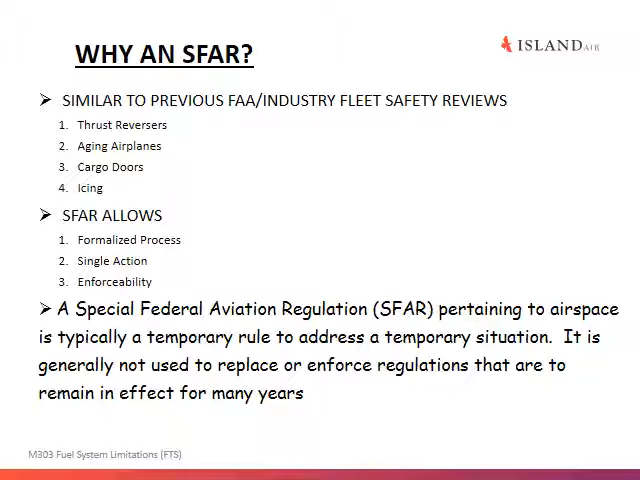 WHY AN SFAR?
ISLAND AIR
➢ SIMILAR TO PREVIOUS FAA/INDUSTRY FLEET SAFETY REVIEWS
1. Thrust Reversers
2. Aging Airplanes
3. Cargo Doors
4. Icing
➢ SFAR ALLOWS
1. Formalized Process
2. Single Action
3. Enforceability
➢ A Special Federal Aviation Regulation (SFAR) pertaining to airspace
is typically a temporary rule to address a temporary situation. It is
generally not used to replace or enforce regulations that are to
remain in effect for many years
M303 Fuel System Limitations (FTS)